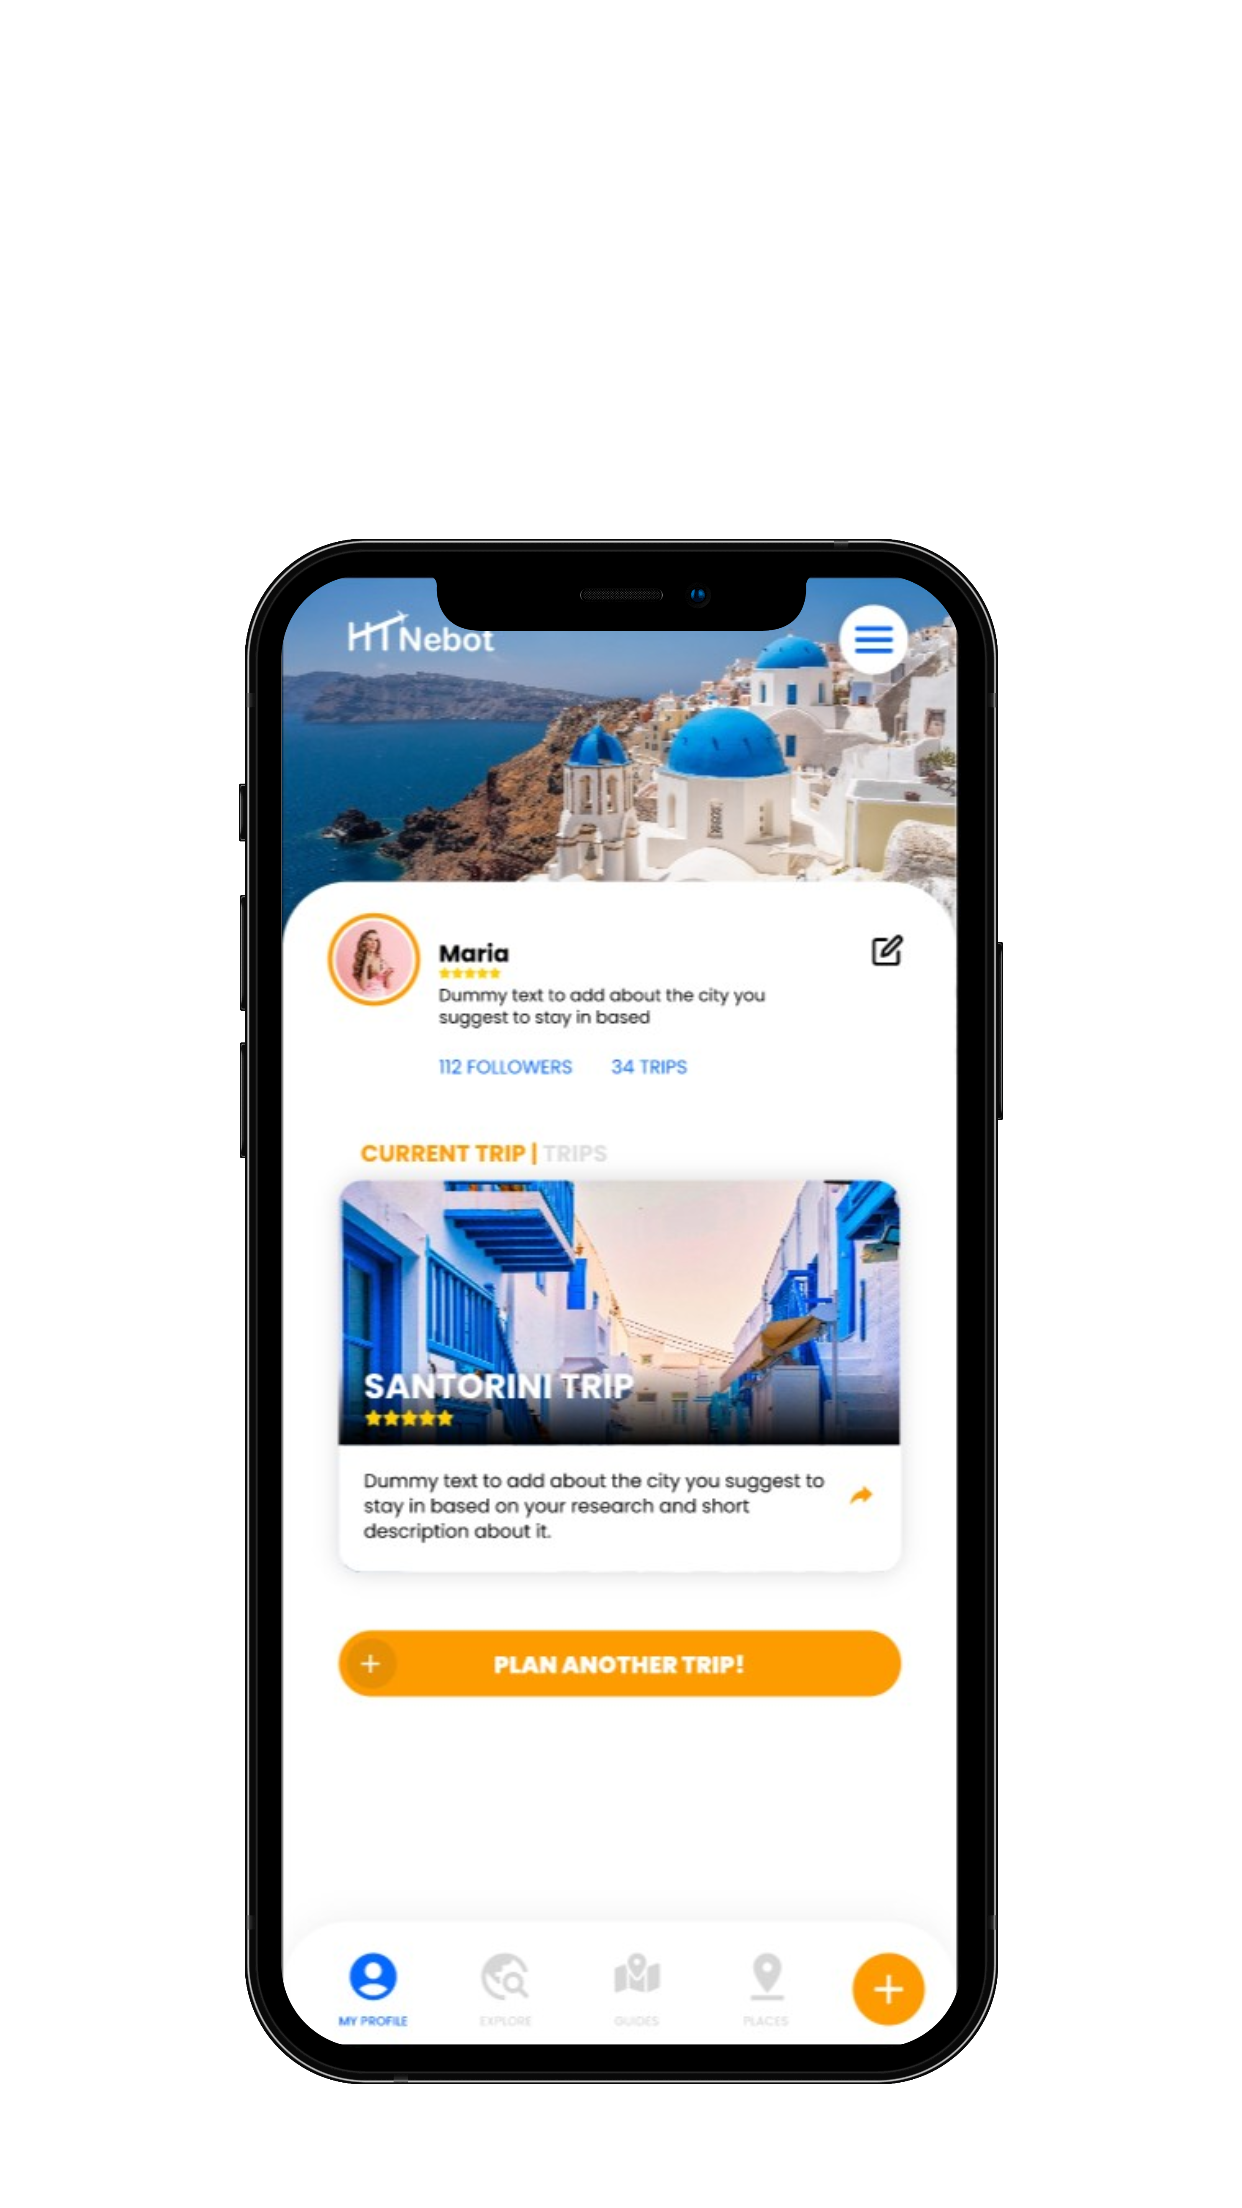 HTNebot
Maria
Dummy text to add about the city you
suggest to stay in based
112 FOLLOWERS 34 TRIPS
CURRENT TRIP | TRIPS
SANTORINI TRIP
Dummy text to add about the city you suggest to
stay in based on your research and short
description about it.
PLAN ANOTHER TRIP!
MY PROFILE EXPLORE GUIDES PLACES